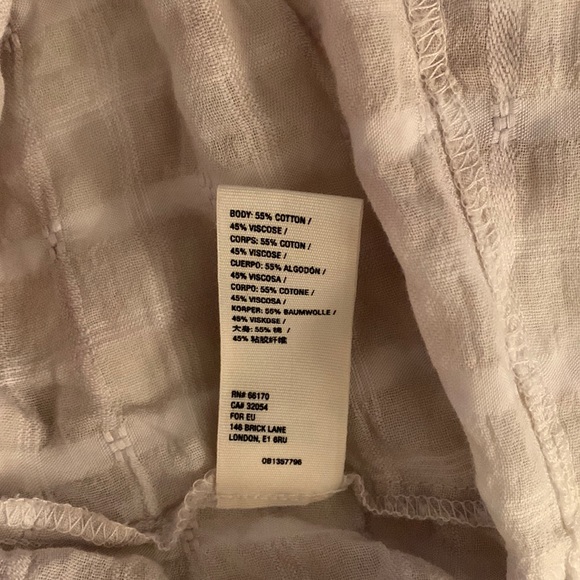 BODY: 55% COTTON /
45% VISCOSE /
CORPS: 55% COTON /
45% VISCOSE /
CUERPO: 55% ALGODÓN /
45% VISCOSA /
CORPO: 55% COTONE /
45% VISCOSA /
KÖRPER: 55% BAUMWOLLE /
45% VISKOSE /
大身: 55% 棉 /
45% 粘胶纤维
RN# 66170
CA# 32054
FOR EU
146 BRICK LANE
LONDON, E1 6RU
OB1357796